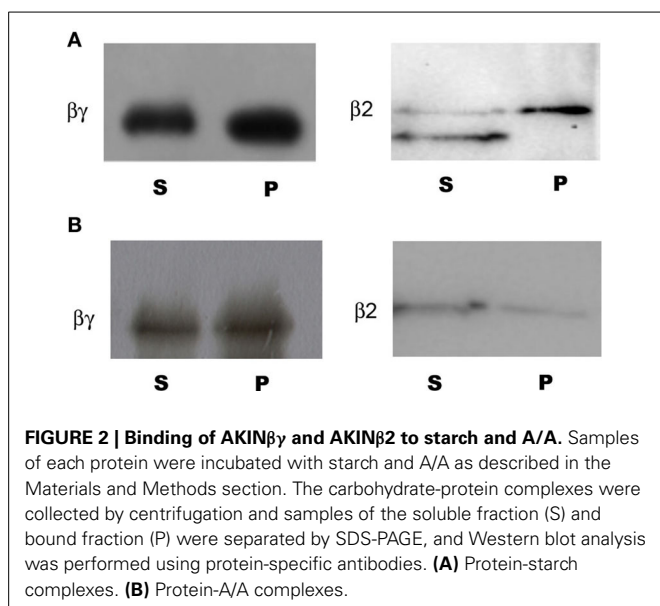 A
βγ
β2
S
P
S
P
B
βγ
β2
S
P
S
P
FIGURE 2 | Binding of AKINβγ and AKINβ2 to starch and A/A. Samples
of each protein were incubated with starch and A/A as described in the
Materials and Methods section. The carbohydrate-protein complexes were
collected by centrifugation and samples of the soluble fraction (S) and
bound fraction (P) were separated by SDS-PAGE, and Western blot analysis
was performed using protein-specific antibodies. (A) Protein-starch
complexes. (B) Protein-A/A complexes.